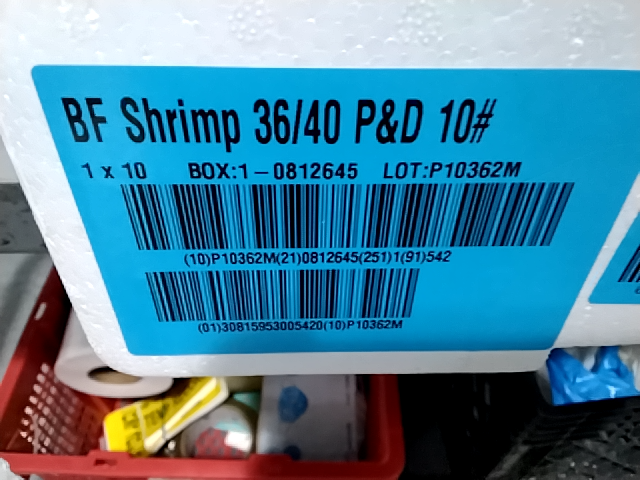 BF Shrimp 36/40 P&D 10#
1 x 10 BOX:1-0812645 LOT:P10362M
(10)P10362M(21)0812645(251)1(91)542
(01)30815953005420(10)P10362M